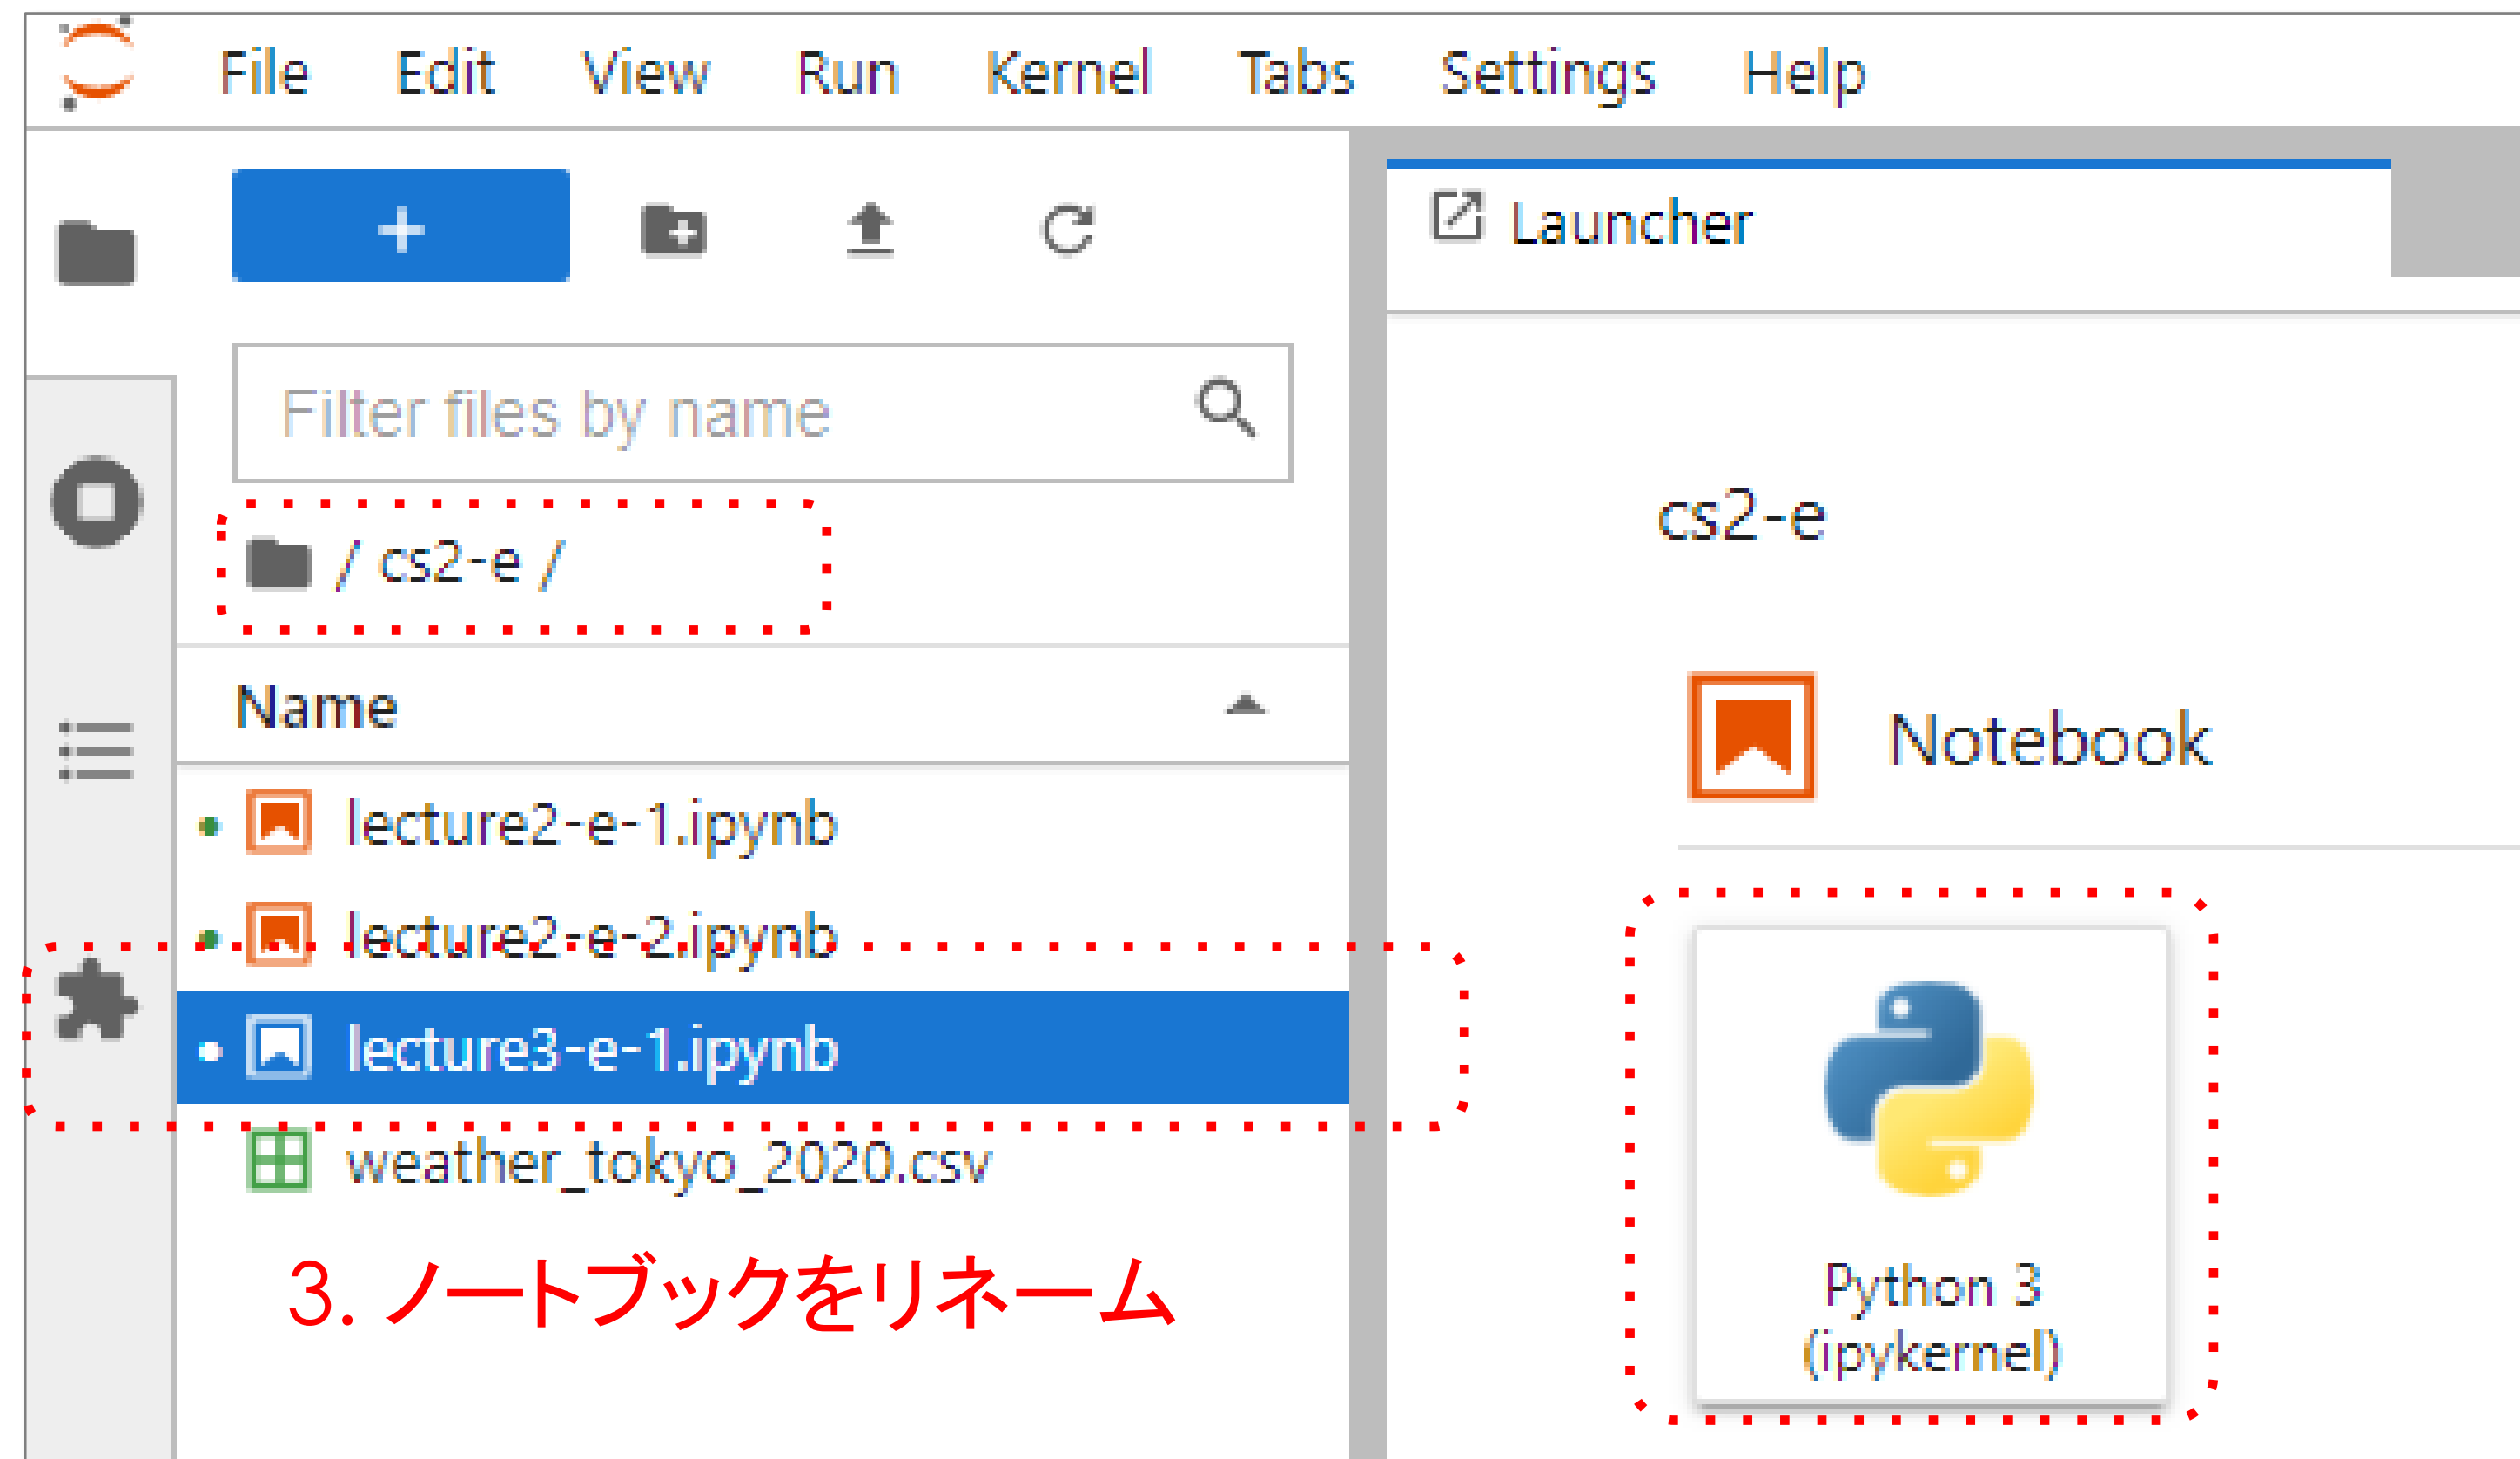 File Edit View Run Kernel Tabs Settings Help
Launcher
Filter files by name
/ cs2-e /
cs2-e
Name
Notebook
lecture2-e-1.ipynb
lecture2-e-2.ipynb
lecture3-e-1.ipynb
weather_tokyo_2020.csv
3. ノートブックをリネーム
Python 3
(ipykernel)